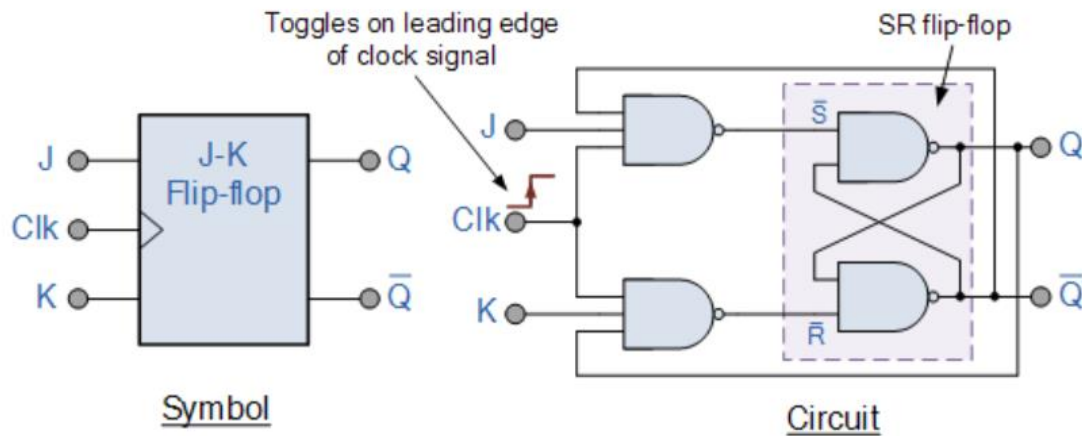 Toggles on leading edge
of clock signal
SR flip-flop
J
J-K
Flip-flop
Q
Clk
K
Q̅
Symbol
J
Clk
K
S̅
R̅
Q
Q̅
Circuit